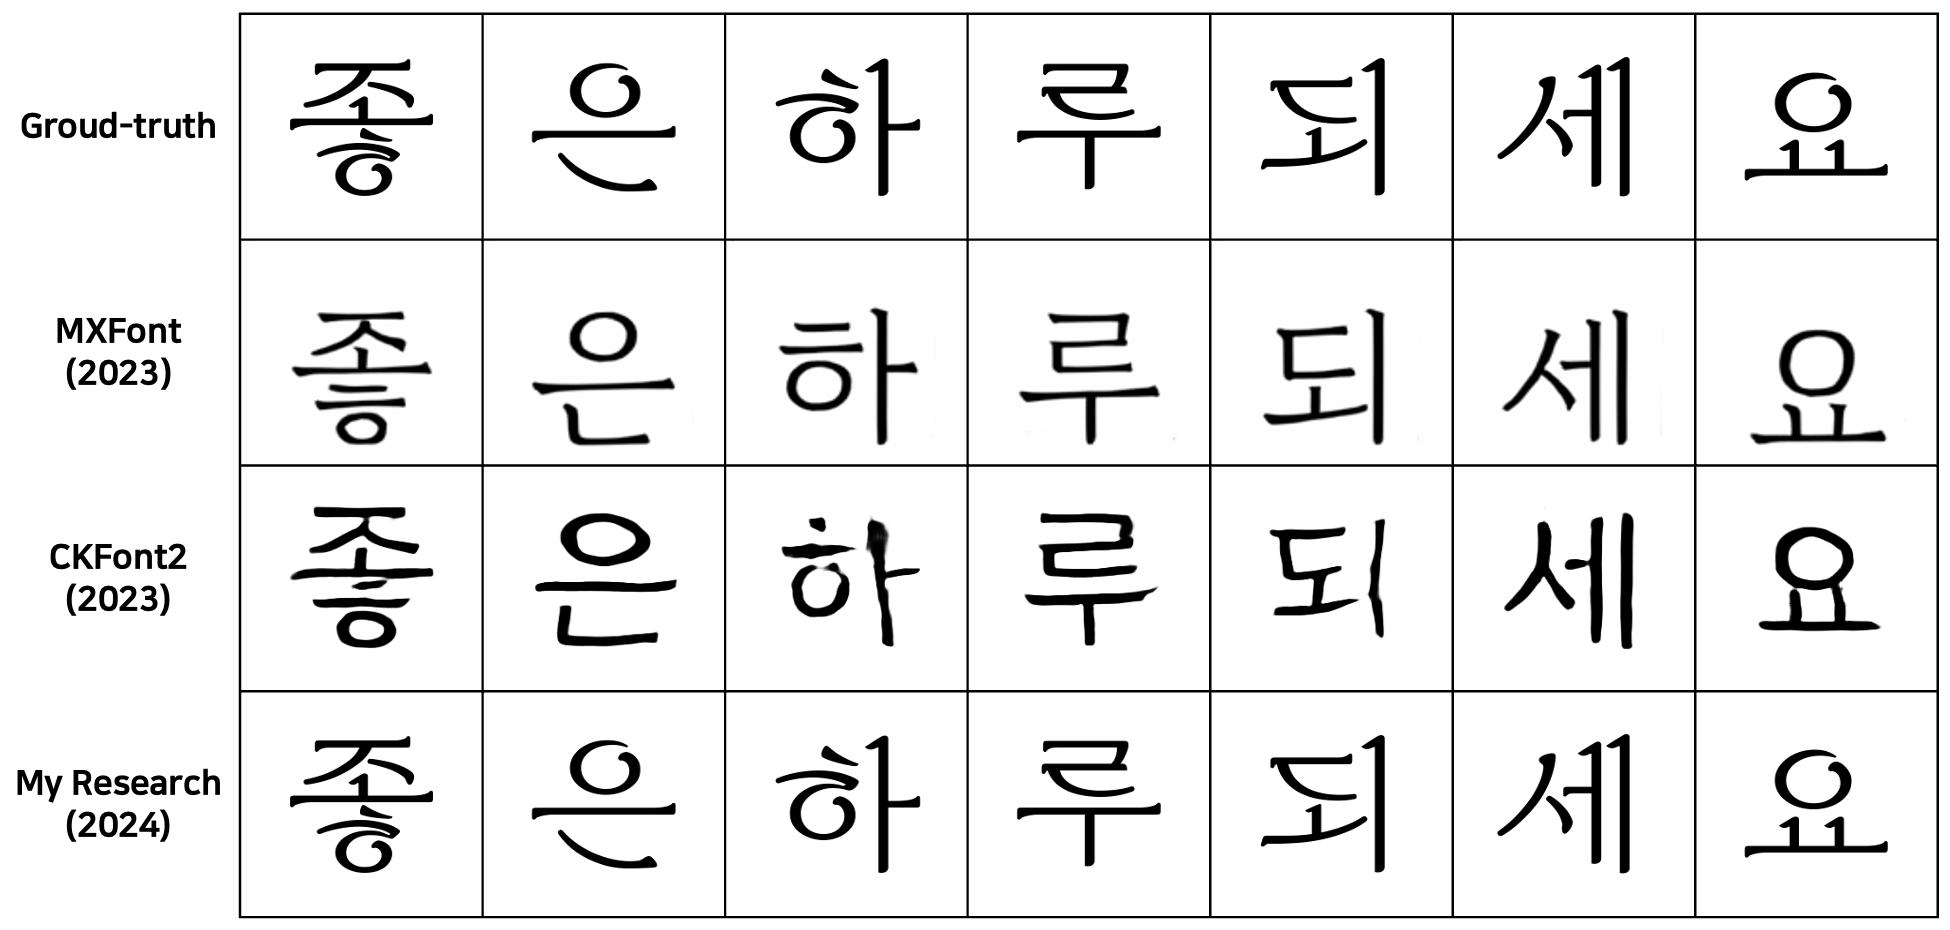 Groud-truth 좋 은 하 루 되 세 요
MXFont
(2023) 좋 은 하 루 되 세 요
CKFont2
(2023) 좋 은 하 루 되 세 요
My Research
(2024) 좋 은 하 루 되 세 요